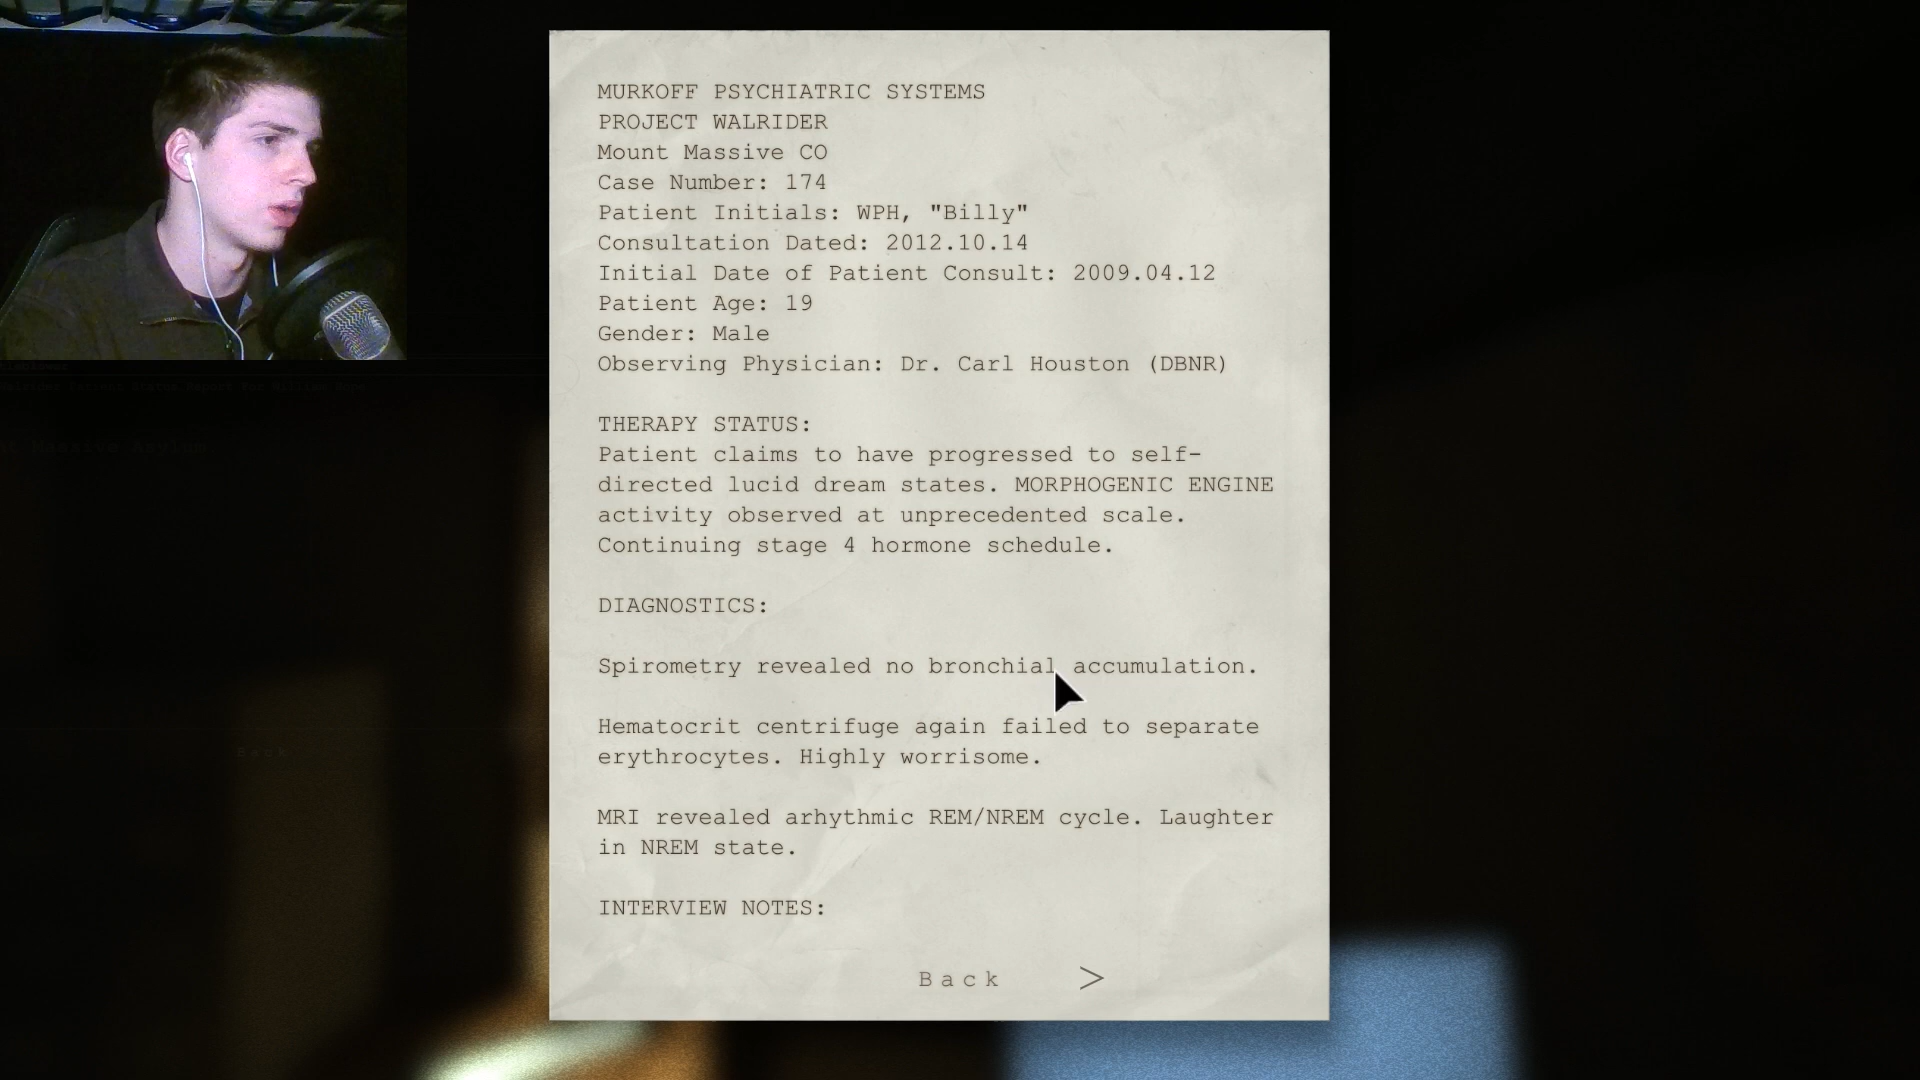 MURKOFF PSYCHIATRIC SYSTEMS
PROJECT WALRIDER
Mount Massive CO
Case Number: 174
Patient Initials: WPH, "Billy"
Consultation Dated: 2012.10.14
Initial Date of Patient Consult: 2009.04.12
Patient Age: 19
Gender: Male
Observing Physician: Dr. Carl Houston (DBNR)
THERAPY STATUS:
Patient claims to have progressed to self-
directed lucid dream states. MORPHOGENIC ENGINE
activity observed at unprecedented scale.
Continuing stage 4 hormone schedule.
DIAGNOSTICS:
Spirometry revealed no bronchial accumulation.
Hematocrit centrifuge again failed to separate
erythrocytes. Highly worrisome.
MRI revealed arhythmic REM/NREM cycle. Laughter
in NREM state.
INTERVIEW NOTES:
Back >